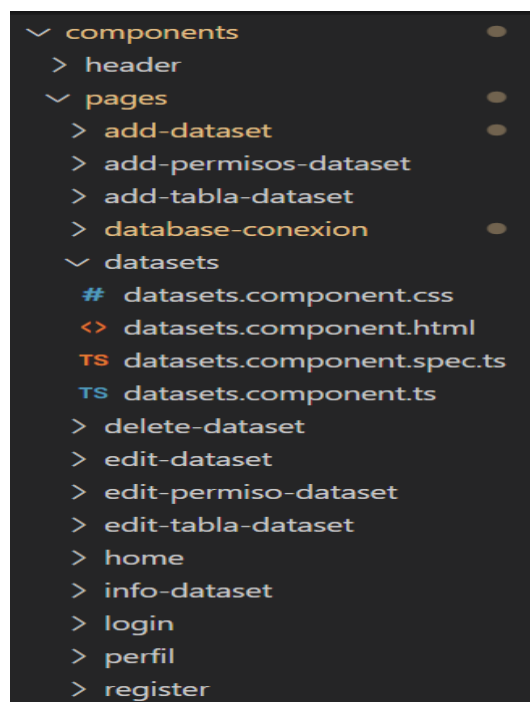 components
header
pages
add-dataset
add-permisos-dataset
add-tabla-dataset
database-conexion
datasets
# datasets.component.css
<> datasets.component.html
TS datasets.component.spec.ts
TS datasets.component.ts
delete-dataset
edit-dataset
edit-permiso-dataset
edit-tabla-dataset
home
info-dataset
login
perfil
register